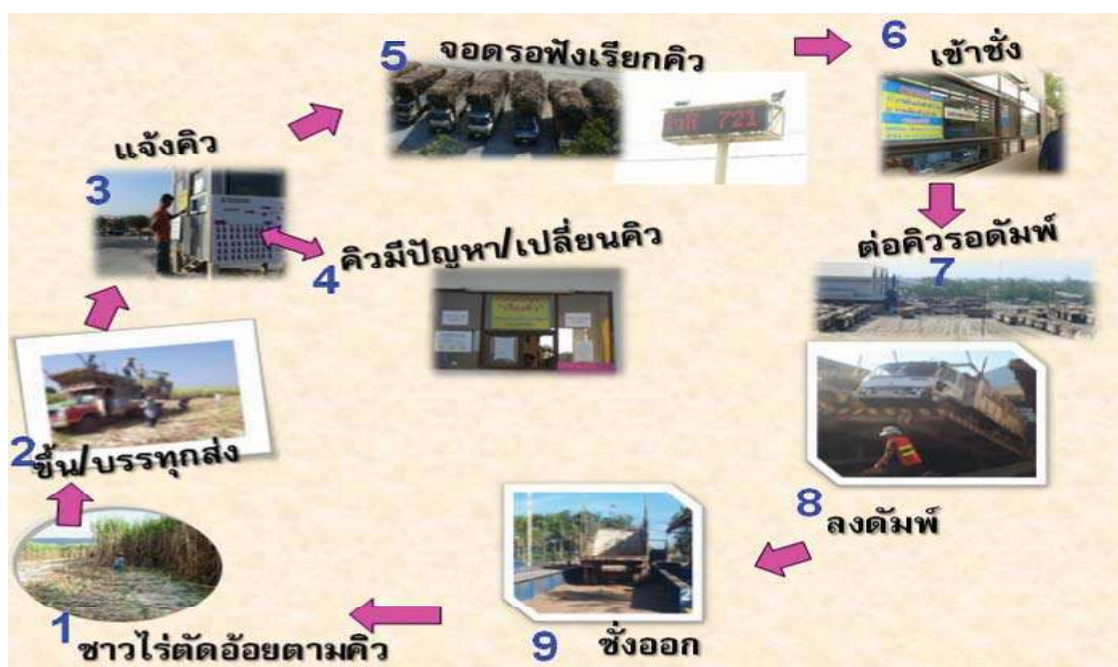 1
ชาวไร่ตัดอ้อยตามคิว
2
ขึ้น/บรรทุกส่ง
3
แจ้งคิว
4
คิวมีปัญหา/เปลี่ยนคิว
5
จอดรอฟังเรียกคิว
721
6
เข้าชั่ง
ต่อคิวรอดัมพ์
7
8
ลงดัมพ์
9
ชั่งออก